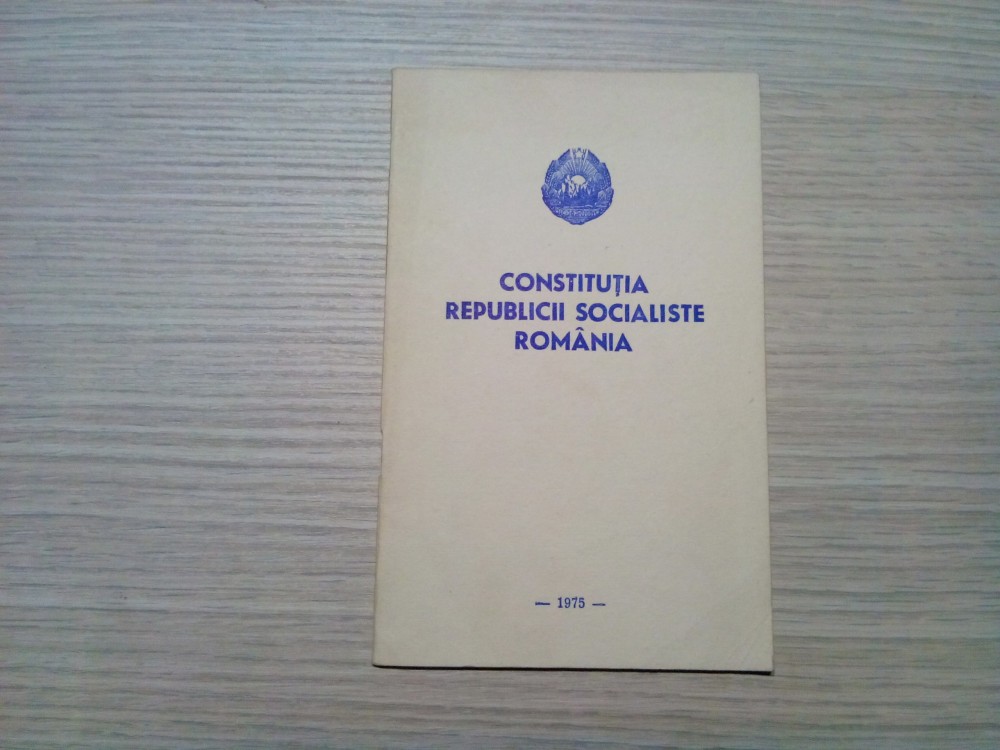 CONSTITUȚIA
REPUBLICII SOCIALISTE
ROMÂNIA
— 1975 —